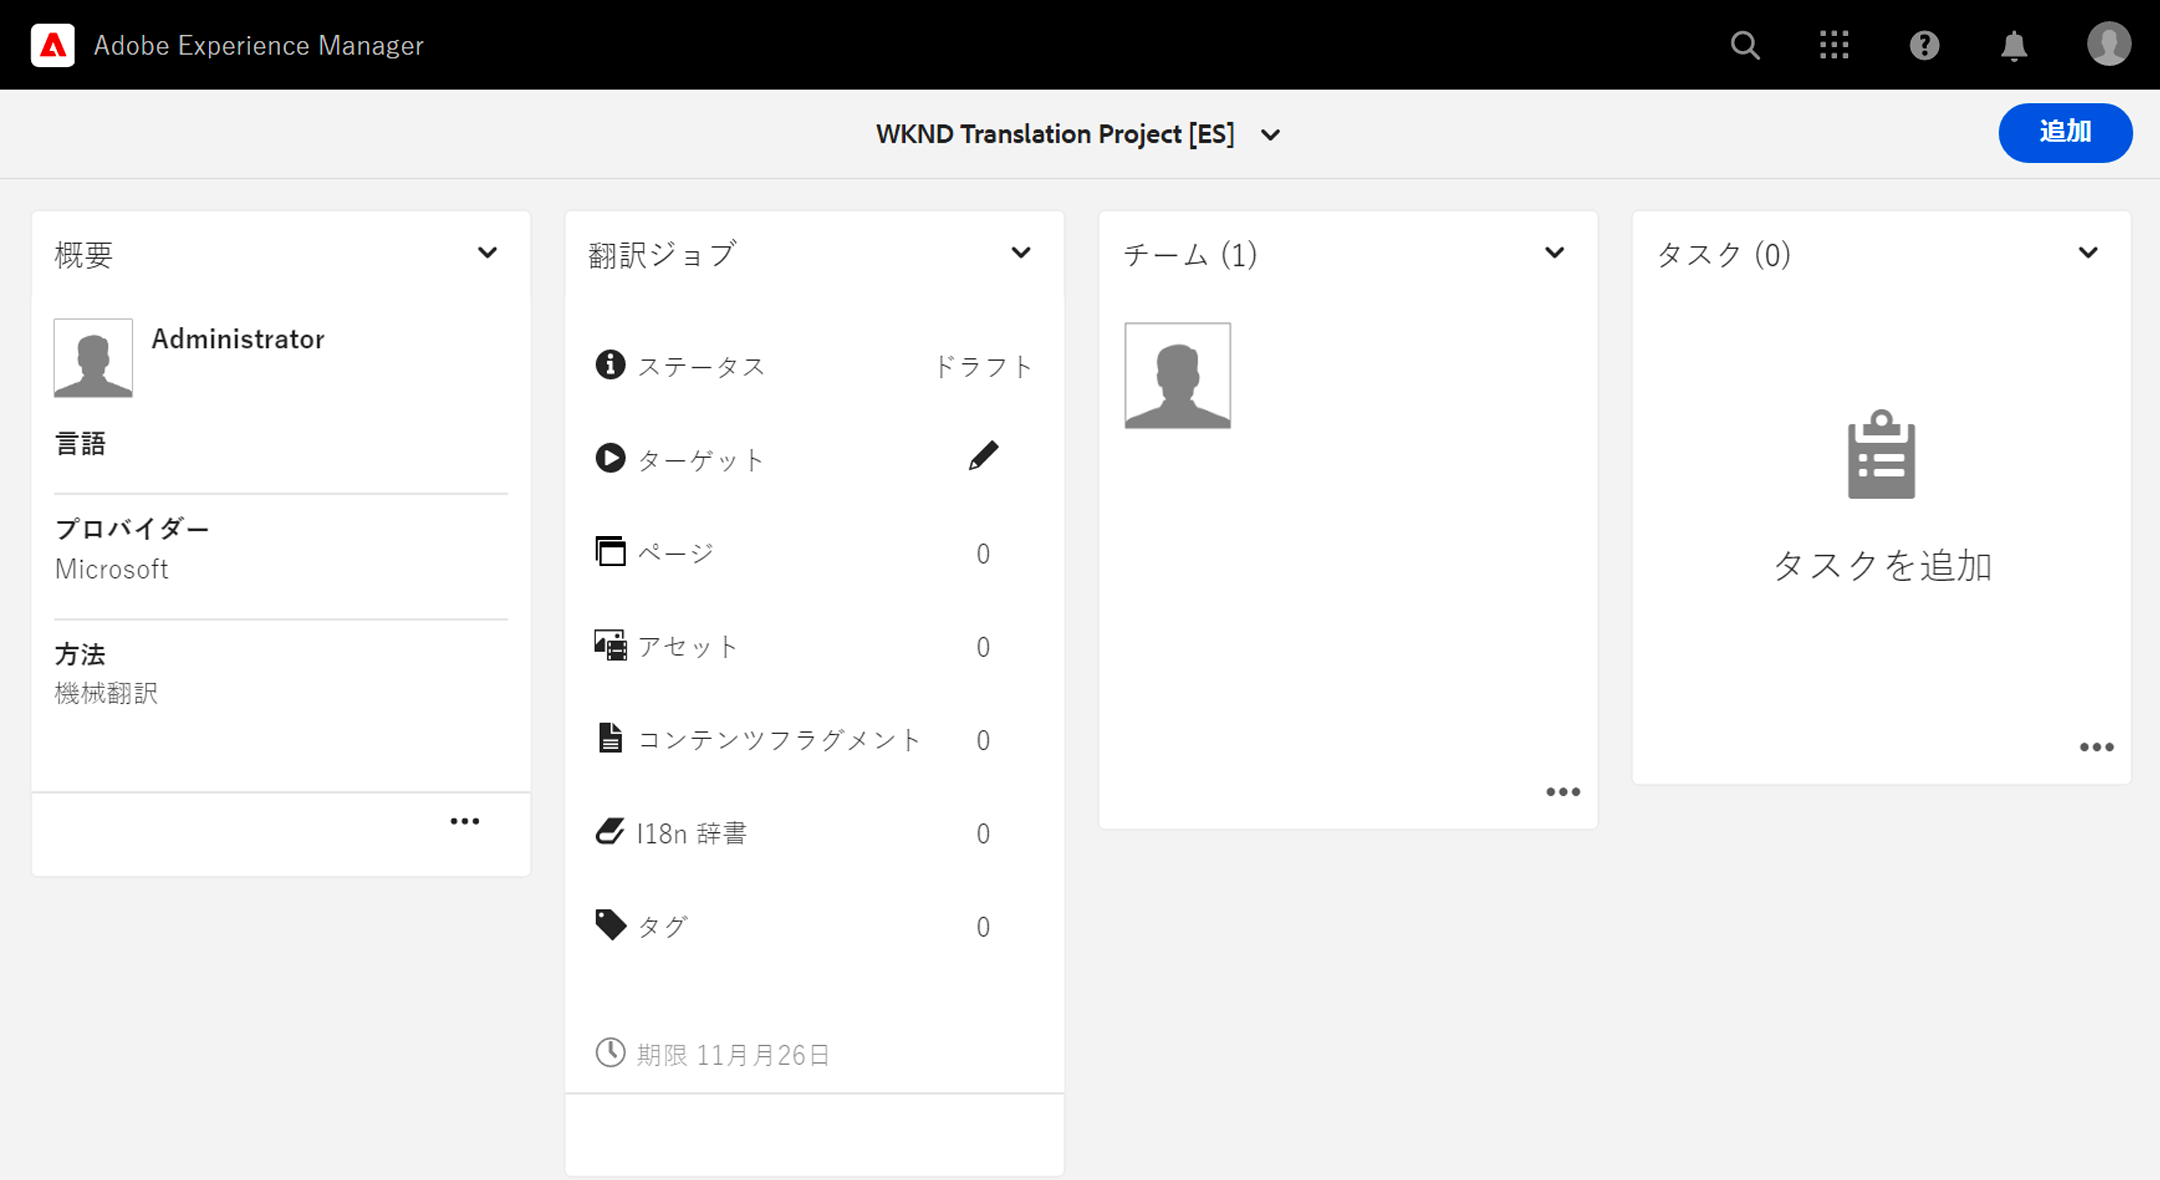 Adobe Experience Manager
WKND Translation Project [ES]
追加
概要
Administrator
言語
プロバイダー
Microsoft
方法
機械翻訳
翻訳ジョブ
ステータス ドラフト
ターゲット
ページ 0
アセット 0
コンテンツフラグメント 0
I18n 辞書 0
タグ 0
期限 11月月26日
チーム (1)
タスク (0)
タスクを追加